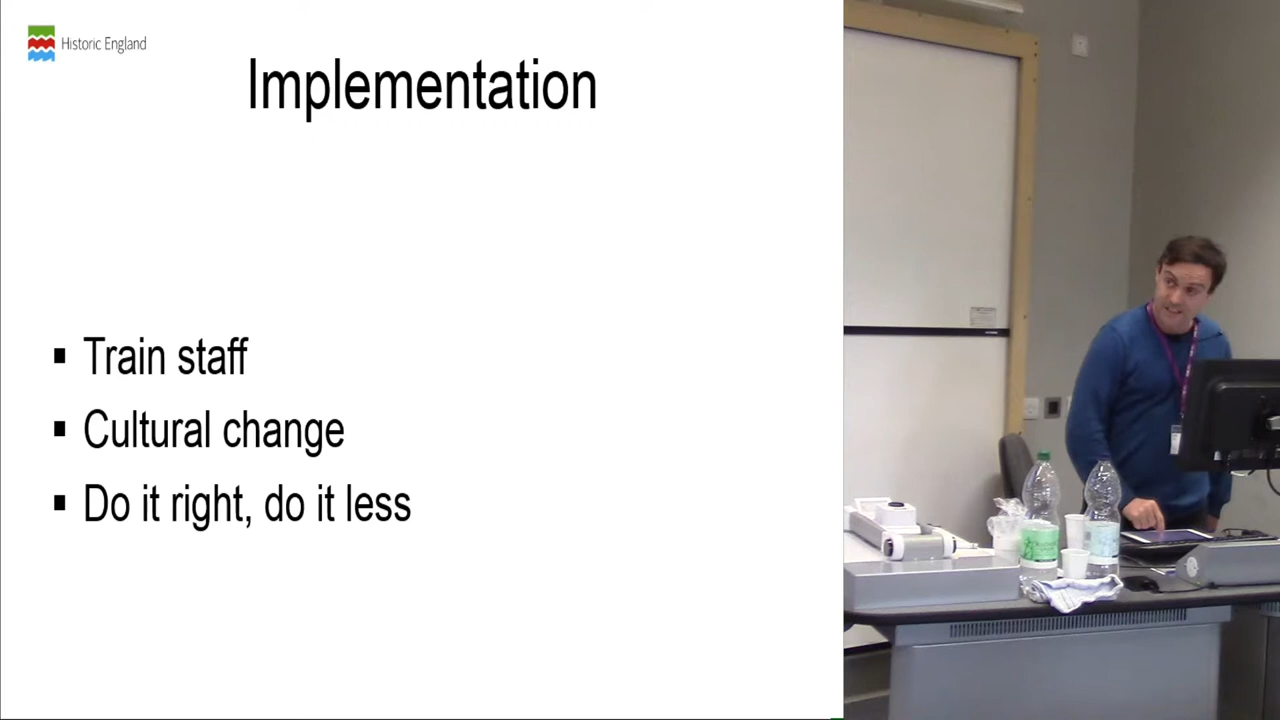 Historic England
Implementation
▪ Train staff
▪ Cultural change
▪ Do it right, do it less